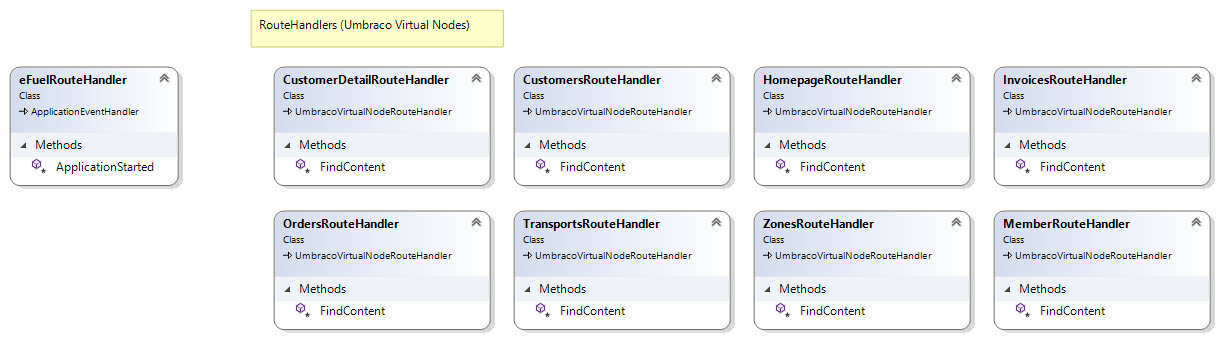 RouteHandlers (Umbraco Virtual Nodes)
eFuelRouteHandler
Class
ApplicationEventHandler
Methods
ApplicationStarted
CustomerDetailRouteHandler
Class
UmbracoVirtualNodeRouteHandler
Methods
FindContent
CustomersRouteHandler
Class
UmbracoVirtualNodeRouteHandler
Methods
FindContent
HomepageRouteHandler
Class
UmbracoVirtualNodeRouteHandler
Methods
FindContent
InvoicesRouteHandler
Class
UmbracoVirtualNodeRouteHandler
Methods
FindContent
OrdersRouteHandler
Class
UmbracoVirtualNodeRouteHandler
Methods
FindContent
TransportsRouteHandler
Class
UmbracoVirtualNodeRouteHandler
Methods
FindContent
ZonesRouteHandler
Class
UmbracoVirtualNodeRouteHandler
Methods
FindContent
MemberRouteHandler
Class
UmbracoVirtualNodeRouteHandler
Methods
FindContent